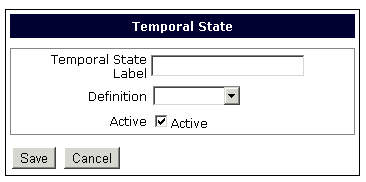 Temporal State
Temporal State
Label
Definition
Active Active
Save Cancel